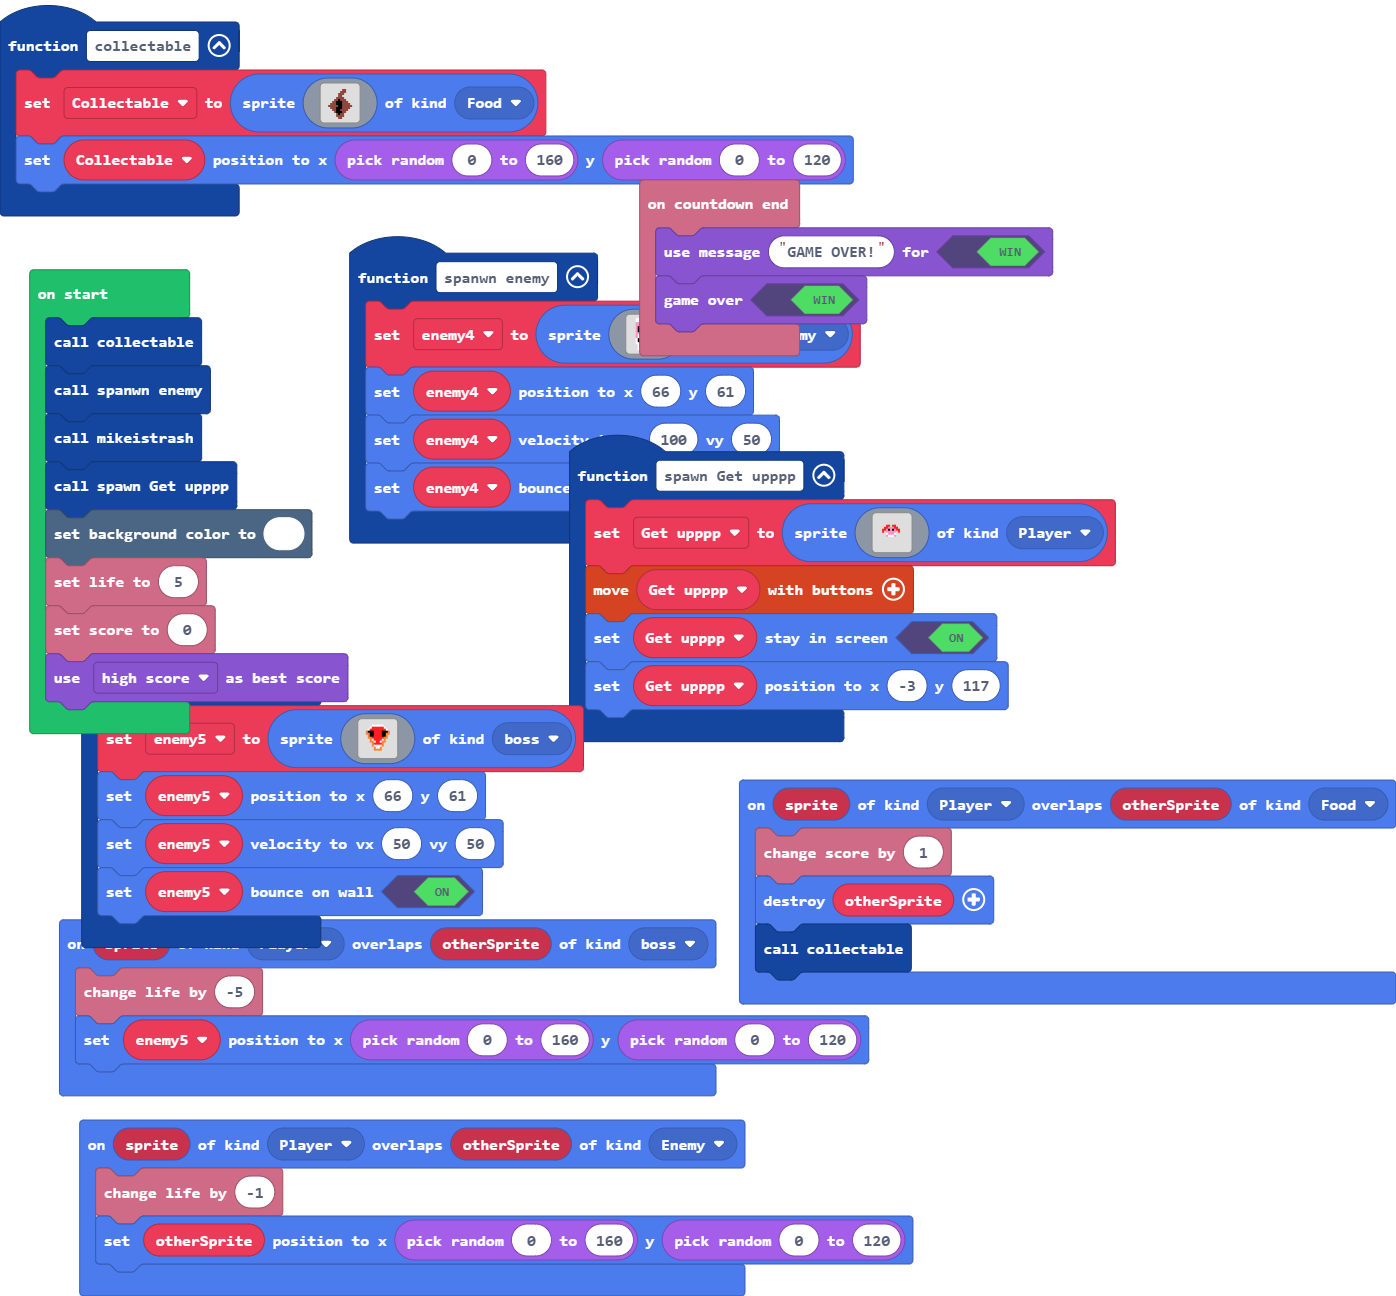 function collectable
set Collectable to sprite of kind Food
set Collectable position to x pick random 0 to 160 y pick random 0 to 120
on countdown end
use message "GAME OVER!" for WIN
game over WIN
function spanwn enemy
set enemy4 to sprite my
set enemy4 position to x 66 y 61
set enemy4 velocity 100 vy 50
set enemy4 bounce
on start
call collectable
call spanwn enemy
call mikeistrash
call spawn Get upppp
set background color to
set life to 5
set score to 0
use high score as best score
function spawn Get upppp
set Get upppp to sprite of kind Player
move Get upppp with buttons
set Get upppp stay in screen ON
set Get upppp position to x -3 y 117
set enemy5 to sprite of kind boss
set enemy5 position to x 66 y 61
set enemy5 velocity to vx 50 vy 50
set enemy5 bounce on wall ON
on sprite of kind Player overlaps otherSprite of kind Food
change score by 1
destroy otherSprite
call collectable
on sprite of kind Player overlaps otherSprite of kind boss
change life by -5
set enemy5 position to x pick random 0 to 160 y pick random 0 to 120
on sprite of kind Player overlaps otherSprite of kind Enemy
change life by -1
set otherSprite position to x pick random 0 to 160 y pick random 0 to 120